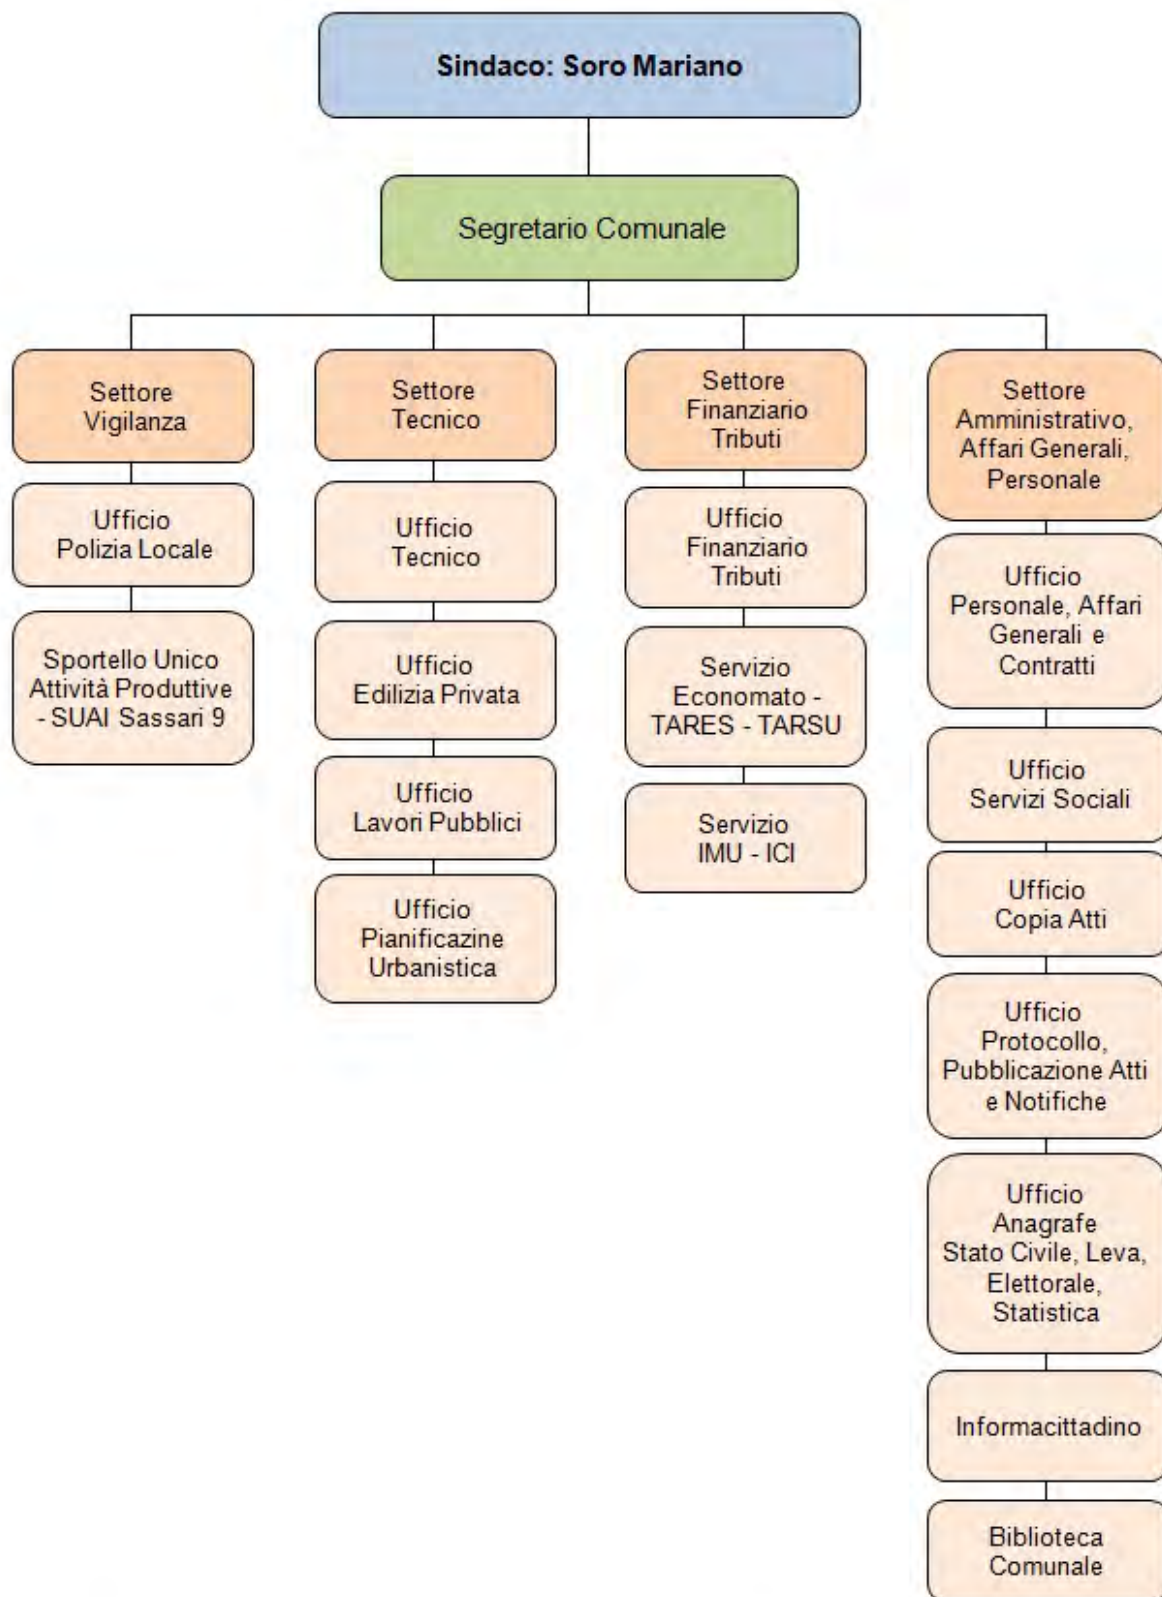 Sindaco: Soro Mariano
Segretario Comunale
Settore
Vigilanza
Ufficio
Polizia Locale
Sportello Unico
Attività Produttive
- SUAI Sassari 9
Settore
Tecnico
Ufficio
Tecnico
Ufficio
Edilizia Privata
Ufficio
Lavori Pubblici
Ufficio
Pianificazine
Urbanistica
Settore
Finanziario
Tributi
Ufficio
Finanziario
Tributi
Servizio
Economato -
TARES - TARSU
Servizio
IMU - ICI
Settore
Amministrativo,
Affari Generali,
Personale
Ufficio
Personale, Affari
Generali e
Contratti
Ufficio
Servizi Sociali
Ufficio
Copia Atti
Ufficio
Protocollo,
Pubblicazione Atti
e Notifiche
Ufficio
Anagrafe
Stato Civile, Leva,
Elettorale,
Statistica
Informacittadino
Biblioteca
Comunale